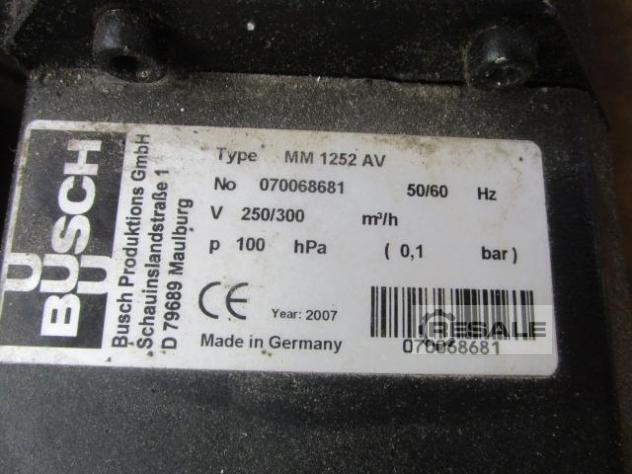 BUSCH
Busch Produktions GmbH
Schauinslandstraße 1
D 79689 Maulburg
Type MM 1252 AV
No 070068681 50/60 Hz
V 250/300 m³/h
p 100 hPa ( 0,1 bar )
CE Year: 2007
Made in Germany
RESALE
070068681